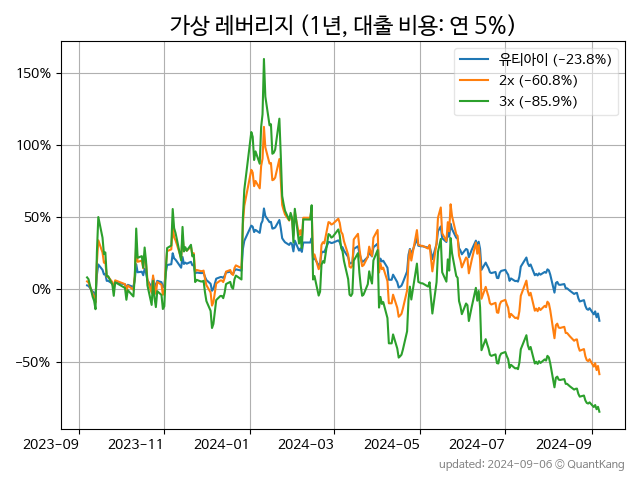 가상 레버리지 (1년, 대출 비용: 연 5%)
유티아이 (−23.8%)
2x (−60.8%)
3x (−85.9%)
150%
100%
50%
0%
−50%
2023-09
2023-11
2024-01
2024-03
2024-05
2024-07
2024-09
updated: 2024-09-06 © QuantKang